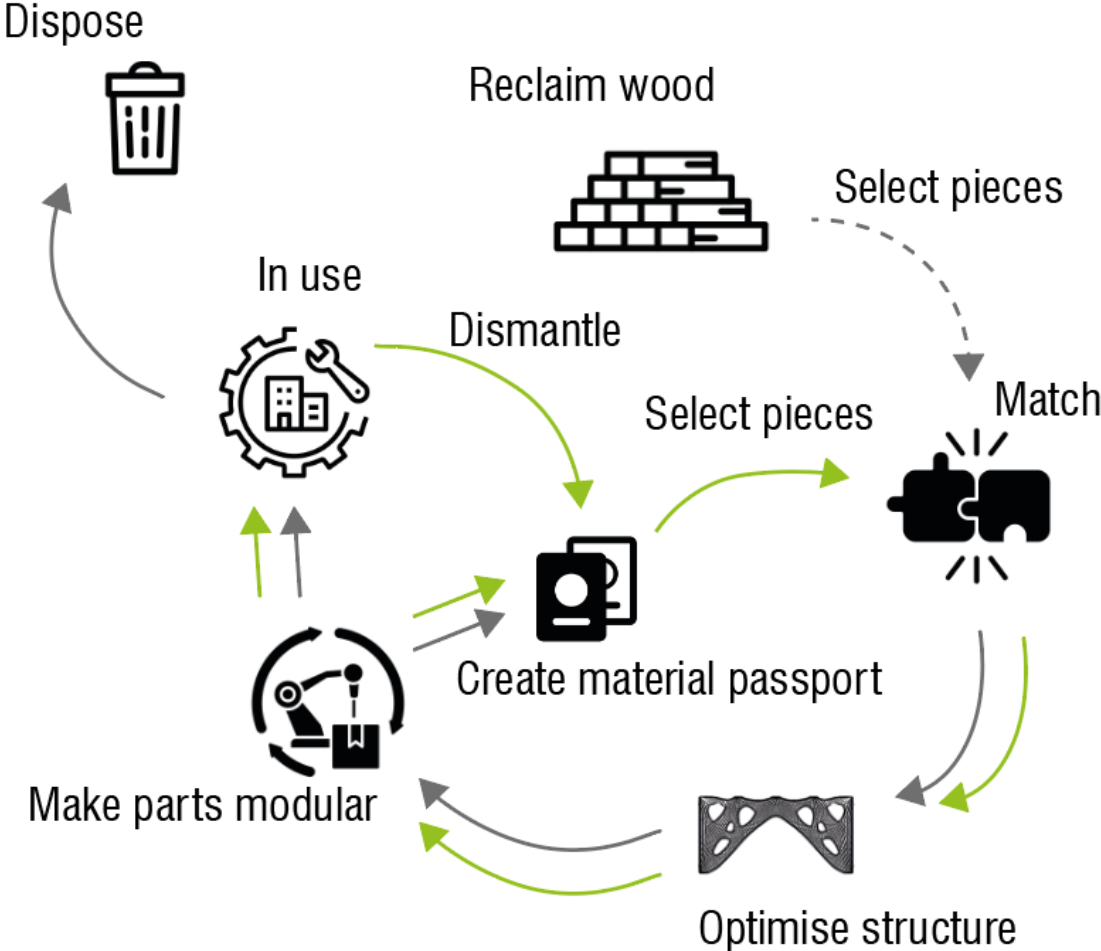 Dispose
Reclaim wood
Select pieces
In use
Dismantle
Select pieces
Match
Create material passport
Make parts modular
Optimise structure